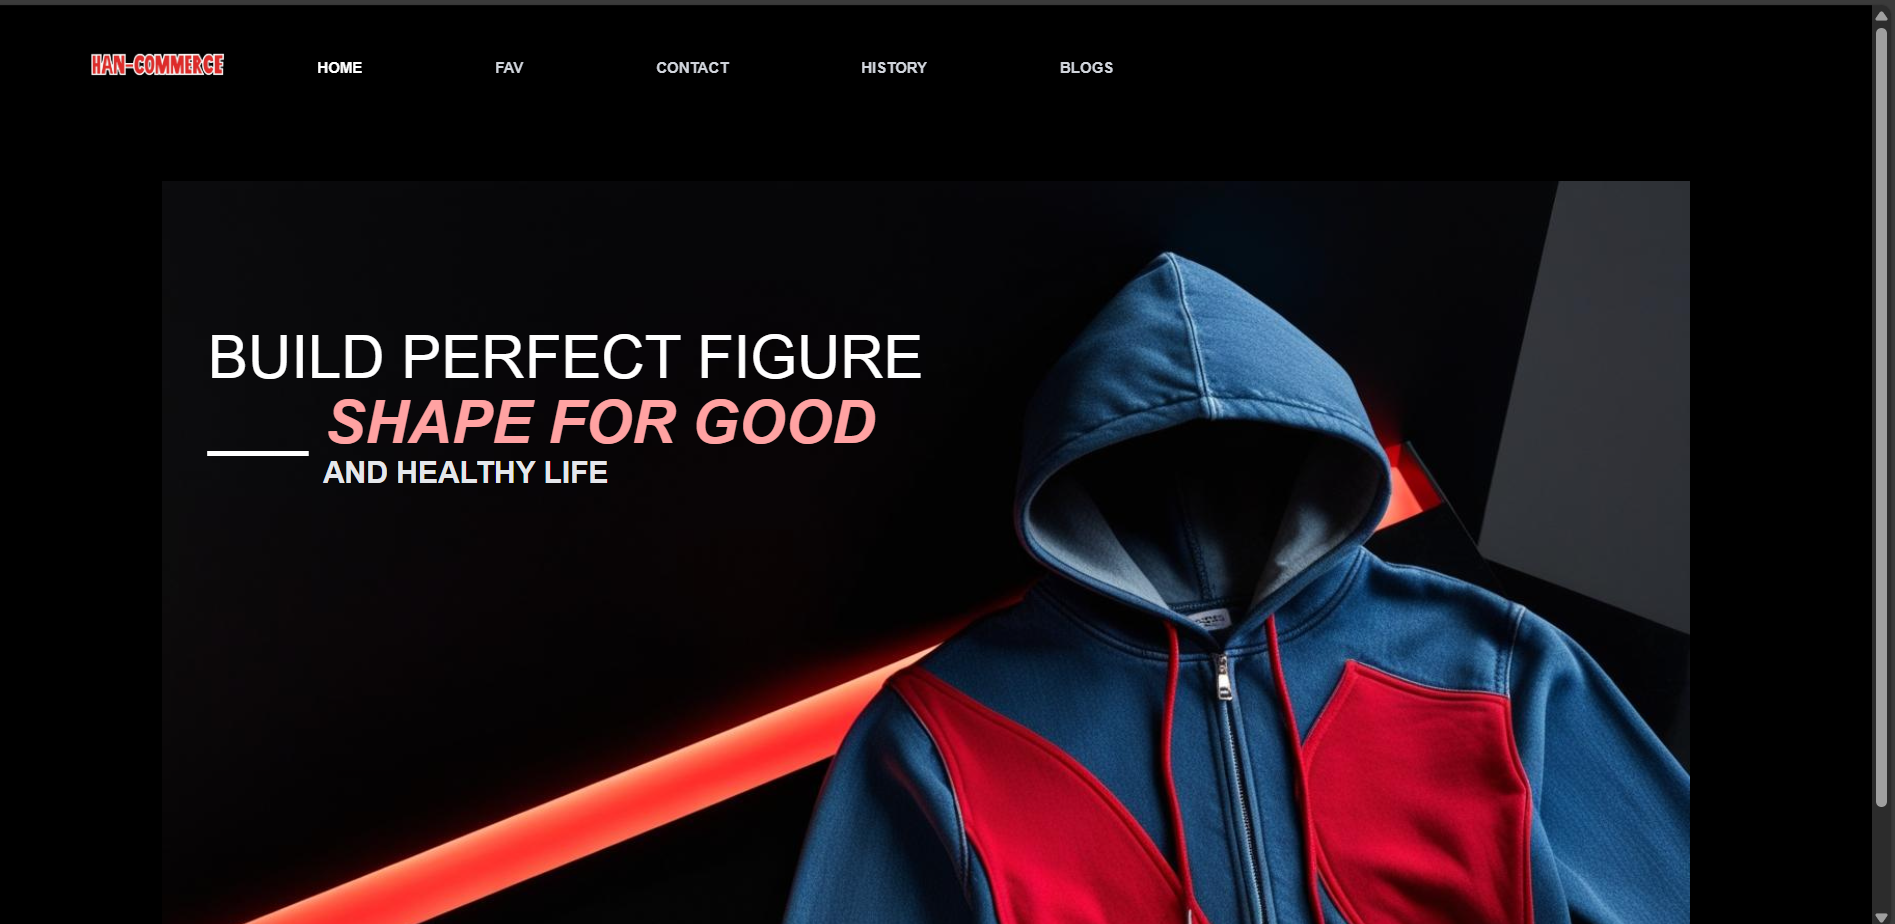 HAN-COMMERCE HOME FAV CONTACT HISTORY BLOGS
BUILD PERFECT FIGURE
SHAPE FOR GOOD
AND HEALTHY LIFE